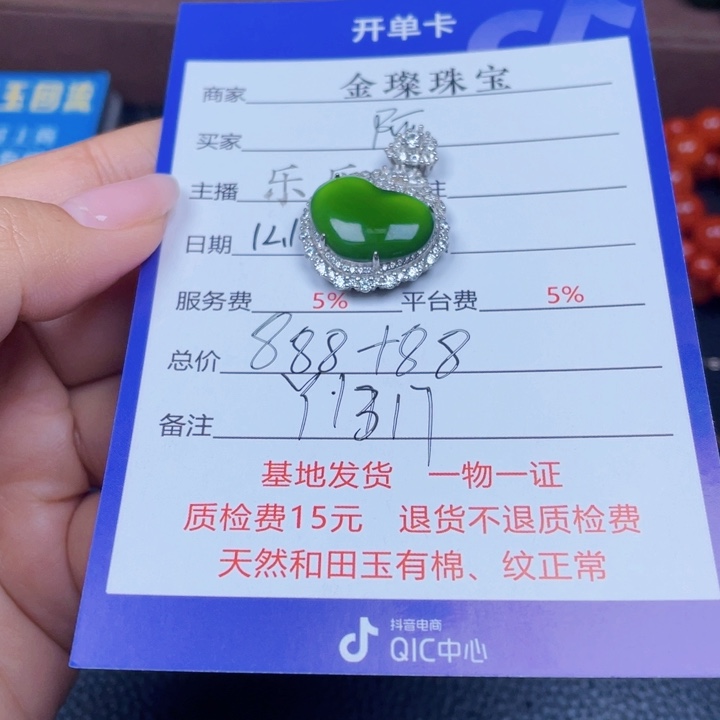 开单卡
商家 金璨珠宝
买家
主播 乐乐
日期
服务费 5% 平台费 5%
总价 888+88
备注
基地发货 一物一证
质检费15元 退货不退质检费
天然和田玉有棉、纹正常
抖音电商
QIC中心